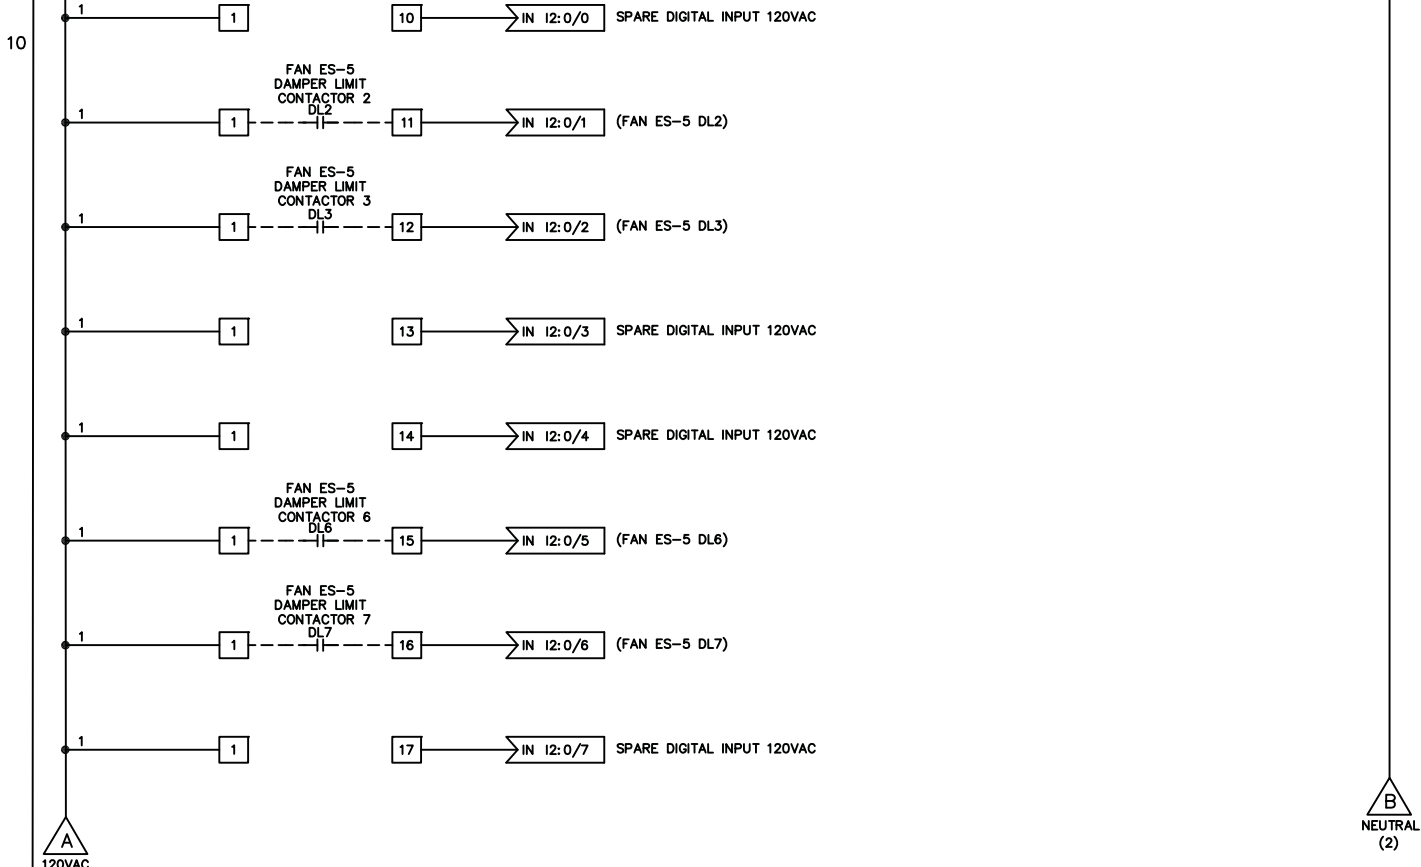 1
1
10
IN I2:0/0
SPARE DIGITAL INPUT 120VAC
10
FAN ES-5
DAMPER LIMIT
CONTACTOR 2
DL2
1
1
11
IN I2:0/1
(FAN ES-5 DL2)
FAN ES-5
DAMPER LIMIT
CONTACTOR 3
DL3
1
1
12
IN I2:0/2
(FAN ES-5 DL3)
1
1
13
IN I2:0/3
SPARE DIGITAL INPUT 120VAC
1
1
14
IN I2:0/4
SPARE DIGITAL INPUT 120VAC
FAN ES-5
DAMPER LIMIT
CONTACTOR 6
DL6
1
1
15
IN I2:0/5
(FAN ES-5 DL6)
FAN ES-5
DAMPER LIMIT
CONTACTOR 7
DL7
1
1
16
IN I2:0/6
(FAN ES-5 DL7)
1
1
17
IN I2:0/7
SPARE DIGITAL INPUT 120VAC
A
120VAC
B
NEUTRAL
(2)